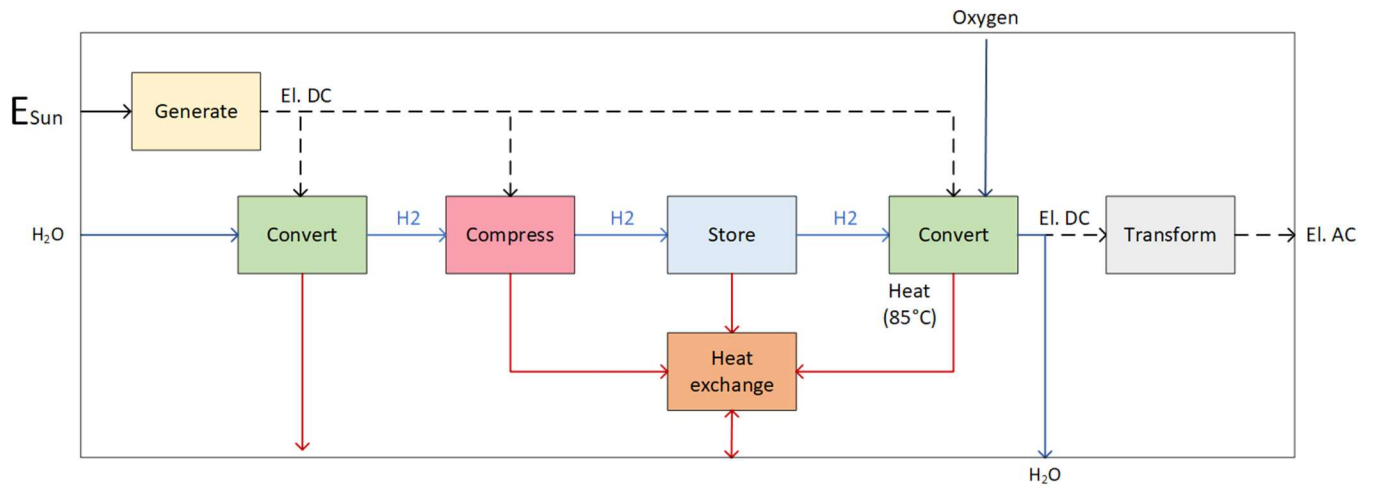 Oxygen
E Sun
Generate
El. DC
H₂O
Convert
H2
Compress
H2
Store
H2
Convert
El. DC
Transform
El. AC
Heat
(85°C)
Heat
exchange
H₂O